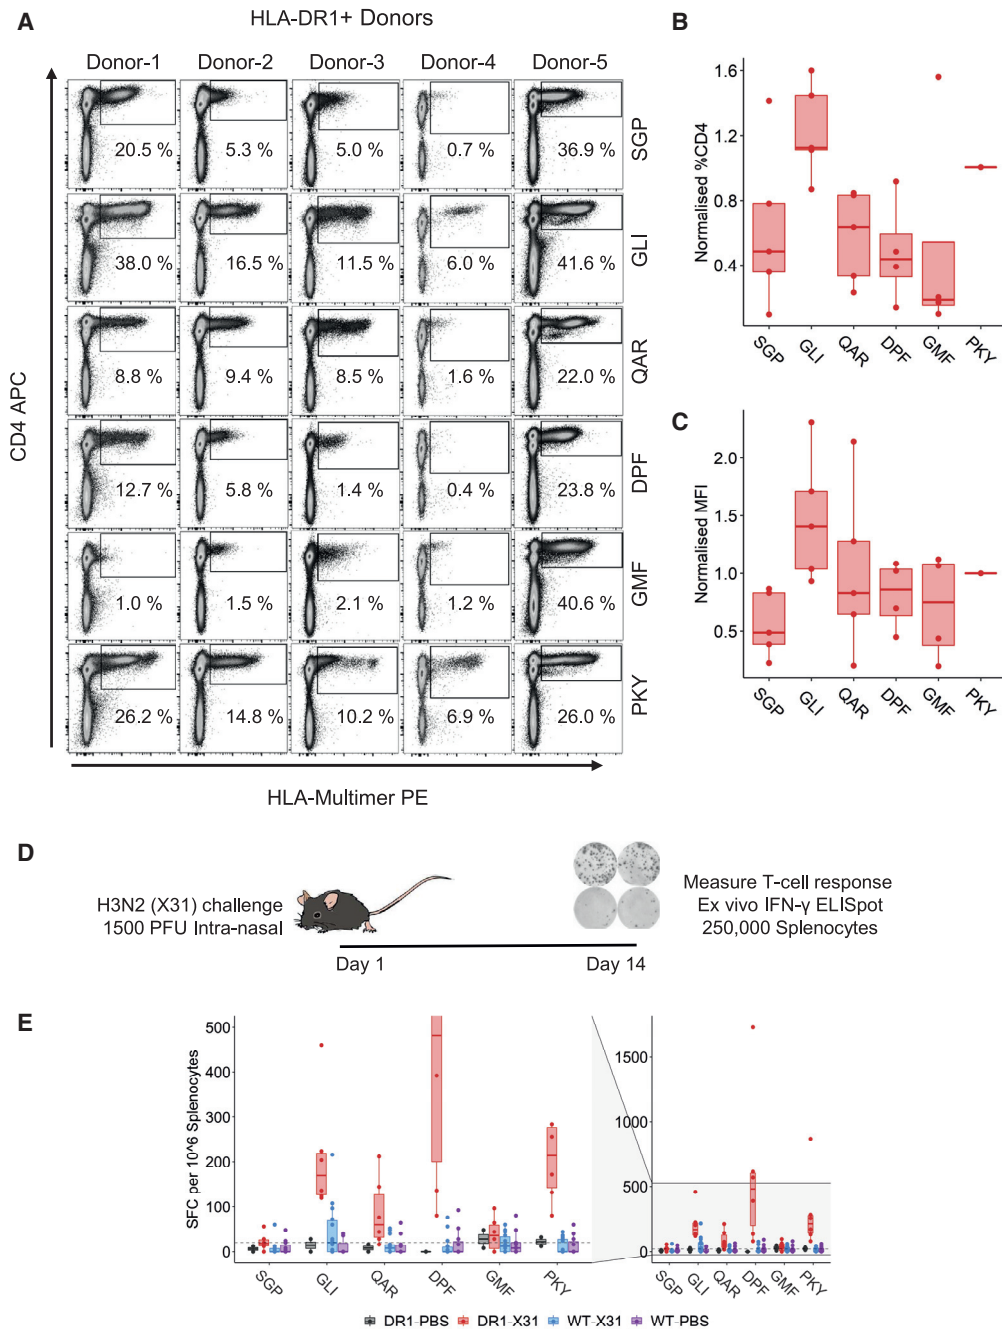 A
HLA-DR1+ Donors
Donor-1 Donor-2 Donor-3 Donor-4 Donor-5
20.5 % 5.3 % 5.0 % 0.7 % 36.9 % SGP
38.0 % 16.5 % 11.5 % 6.0 % 41.6 % GLI
8.8 % 9.4 % 8.5 % 1.6 % 22.0 % QAR
12.7 % 5.8 % 1.4 % 0.4 % 23.8 % DPF
1.0 % 1.5 % 2.1 % 1.2 % 40.6 % GMF
26.2 % 14.8 % 10.2 % 6.9 % 26.0 % PKY
CD4 APC
HLA-Multimer PE
B
Normalised %CD4
1.6
1.2
0.8
0.4
SGP GLI QAR DPF GMF PKY
C
Normalised MFI
2.0
1.5
1.0
0.5
SGP GLI QAR DPF GMF PKY
D
H3N2 (X31) challenge
1500 PFU Intra-nasal
Day 1
Day 14
Measure T-cell response
Ex vivo IFN-γ ELISpot
250,000 Splenocytes
E
SFC per 10^6 Splenocytes
500
400
300
200
100
0
SGP GLI QAR DPF GMF PKY
1500
1000
500
0
SGP GLI QAR DPF GMF PKY
DR1-PBS DR1-X31 WT-X31 WT-PBS